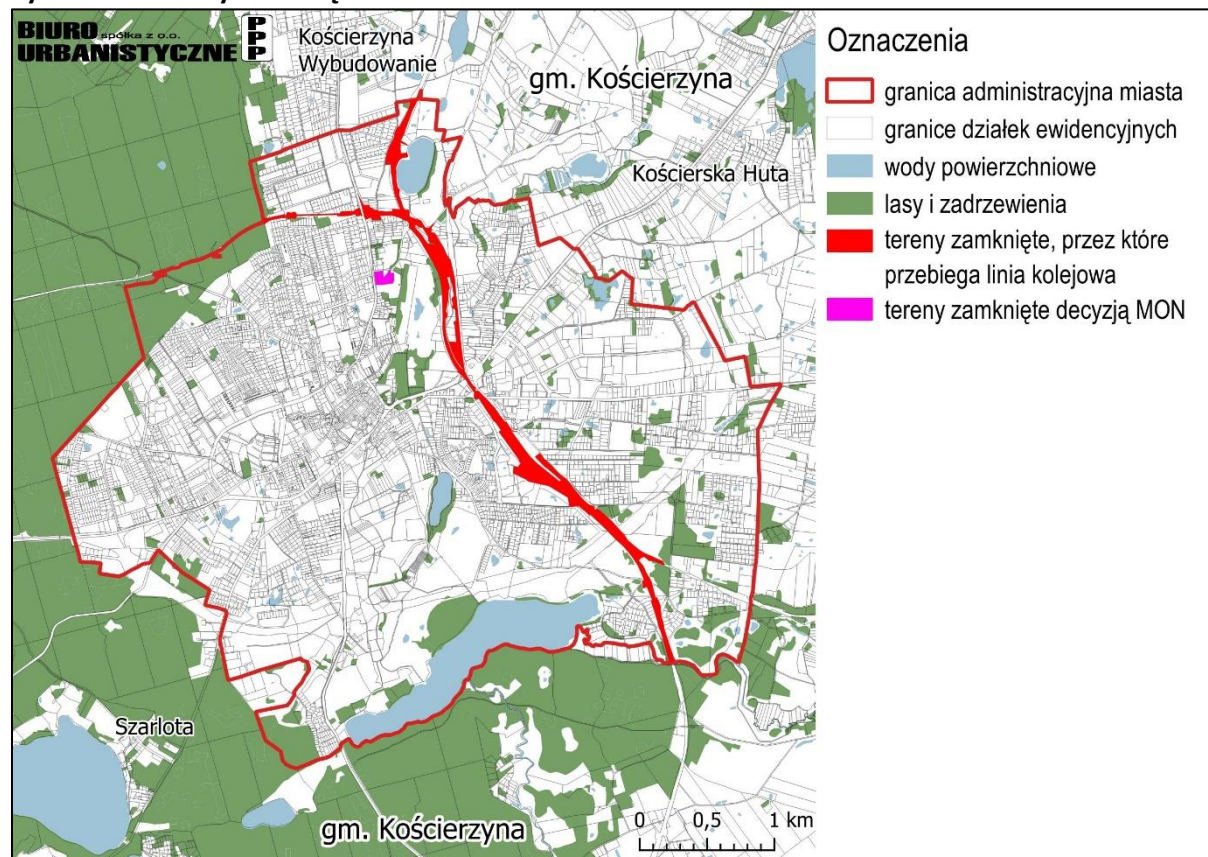 BIURO spółka z o.o.
URBANISTYCZNE PPP
Kościerzyna
Wybudowanie
gm. Kościerzyna
Kościerska Huta
Szarlota
gm. Kościerzyna
0 0,5 1 km
Oznaczenia
granica administracyjna miasta
granice działek ewidencyjnych
wody powierzchniowe
lasy i zadrzewienia
tereny zamknięte, przez które
przebiega linia kolejowa
tereny zamknięte decyzją MON